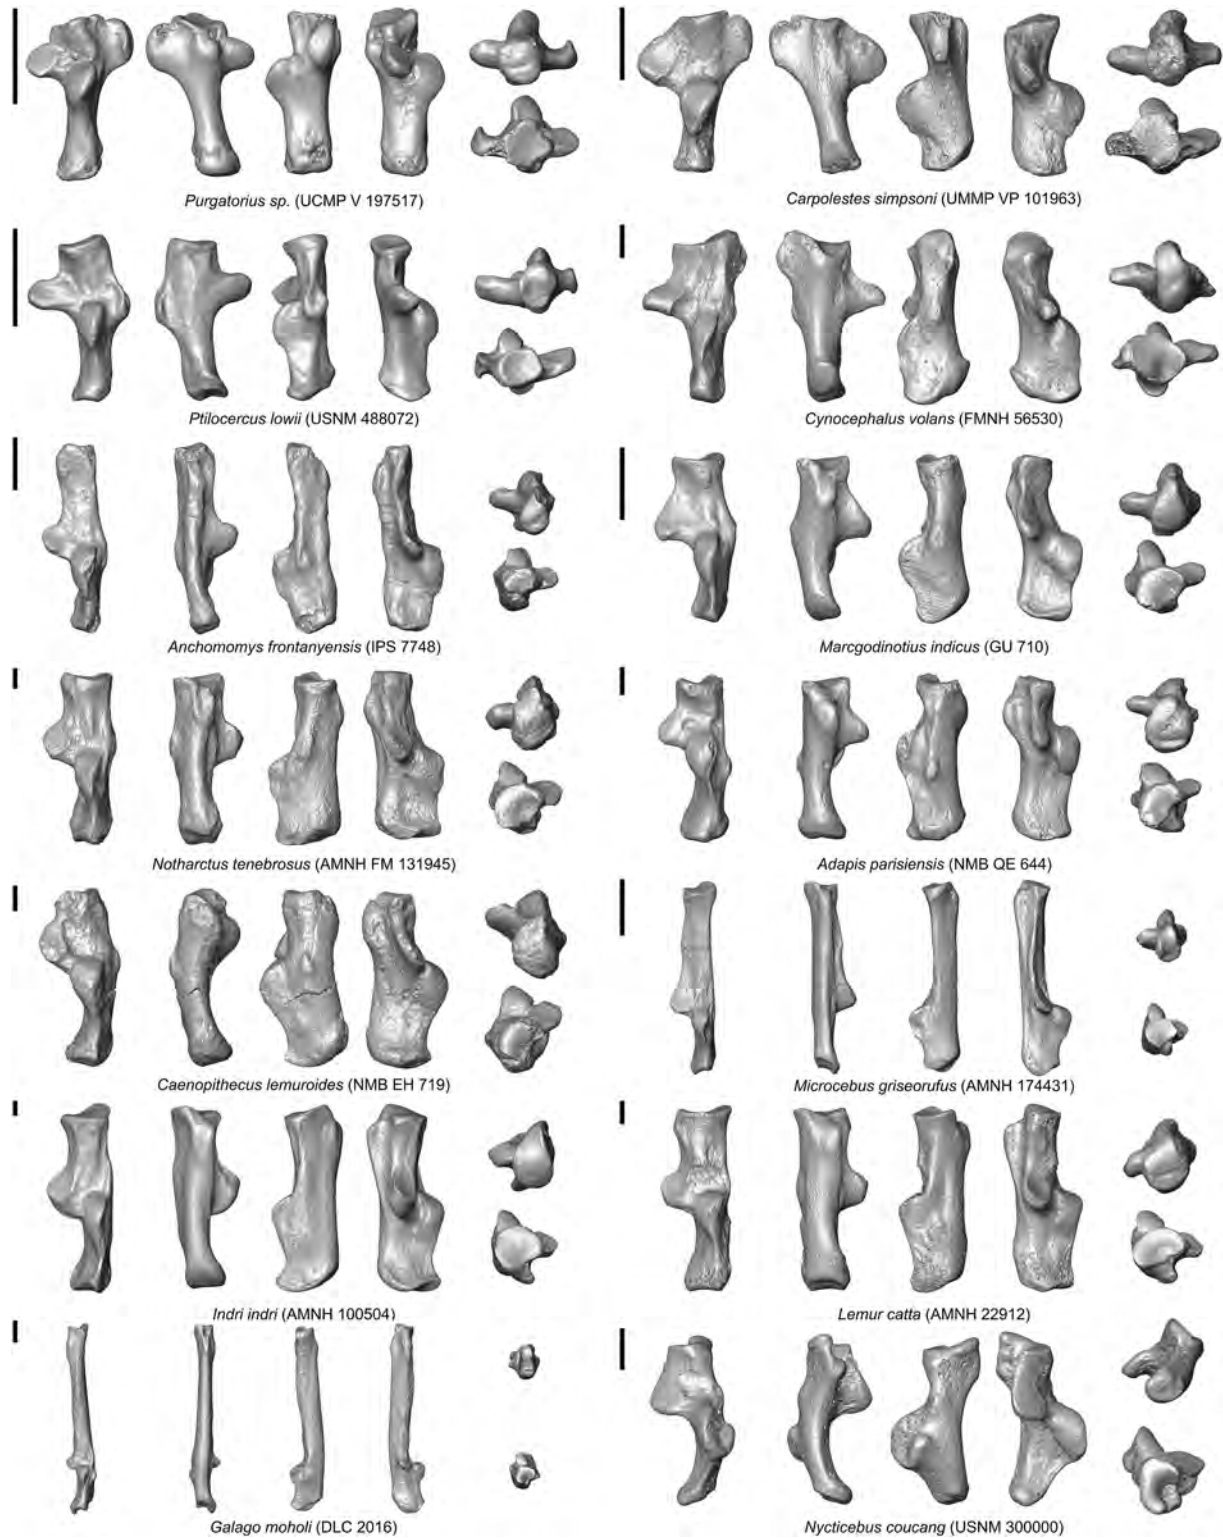 Purgatorius sp. (UCMP V 197517)
Carpolestes simpsoni (UMMP VP 101963)
Ptilocercus lowii (USNM 488072)
Cynocephalus volans (FMNH 56530)
Anchomomys frontanyensis (IPS 7748)
Marcgodinotius indicus (GU 710)
Notharctus tenebrosus (AMNH FM 131945)
Adapis parisiensis (NMB QE 644)
Caenopithecus lemuroides (NMB EH 719)
Microcebus griseorufus (AMNH 174431)
Indri indri (AMNH 100504)
Lemur catta (AMNH 22912)
Galago moholi (DLC 2016)
Nycticebus coucang (USNM 300000)